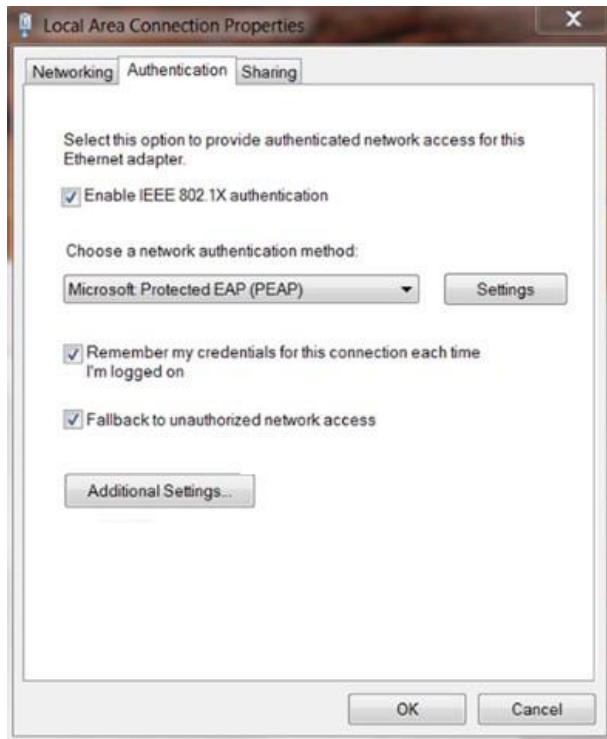 Local Area Connection Properties
X
Networking Authentication Sharing
Select this option to provide authenticated network access for this
Ethernet adapter.
Enable IEEE 802.1X authentication
Choose a network authentication method:
Microsoft: Protected EAP (PEAP) Settings
Remember my credentials for this connection each time
I'm logged on
Fallback to unauthorized network access
Additional Settings...
OK Cancel